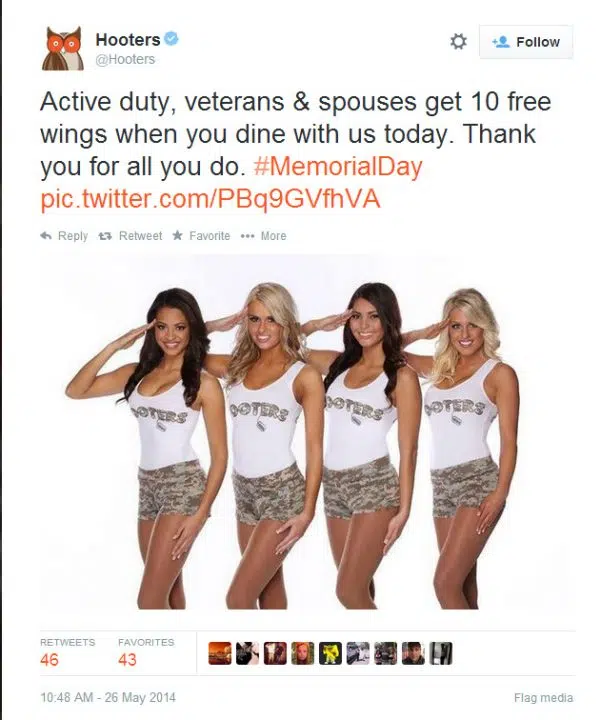 Hooters
@Hooters
Follow
Active duty, veterans & spouses get 10 free
wings when you dine with us today. Thank
you for all you do. #MemorialDay
pic.twitter.com/PBq9GVfhVA
Reply Retweet Favorite More
HOOTERS HOOTERS HOOTERS HOOTERS
RETWEETS FAVORITES
46 43
10:48 AM - 26 May 2014 Flag media